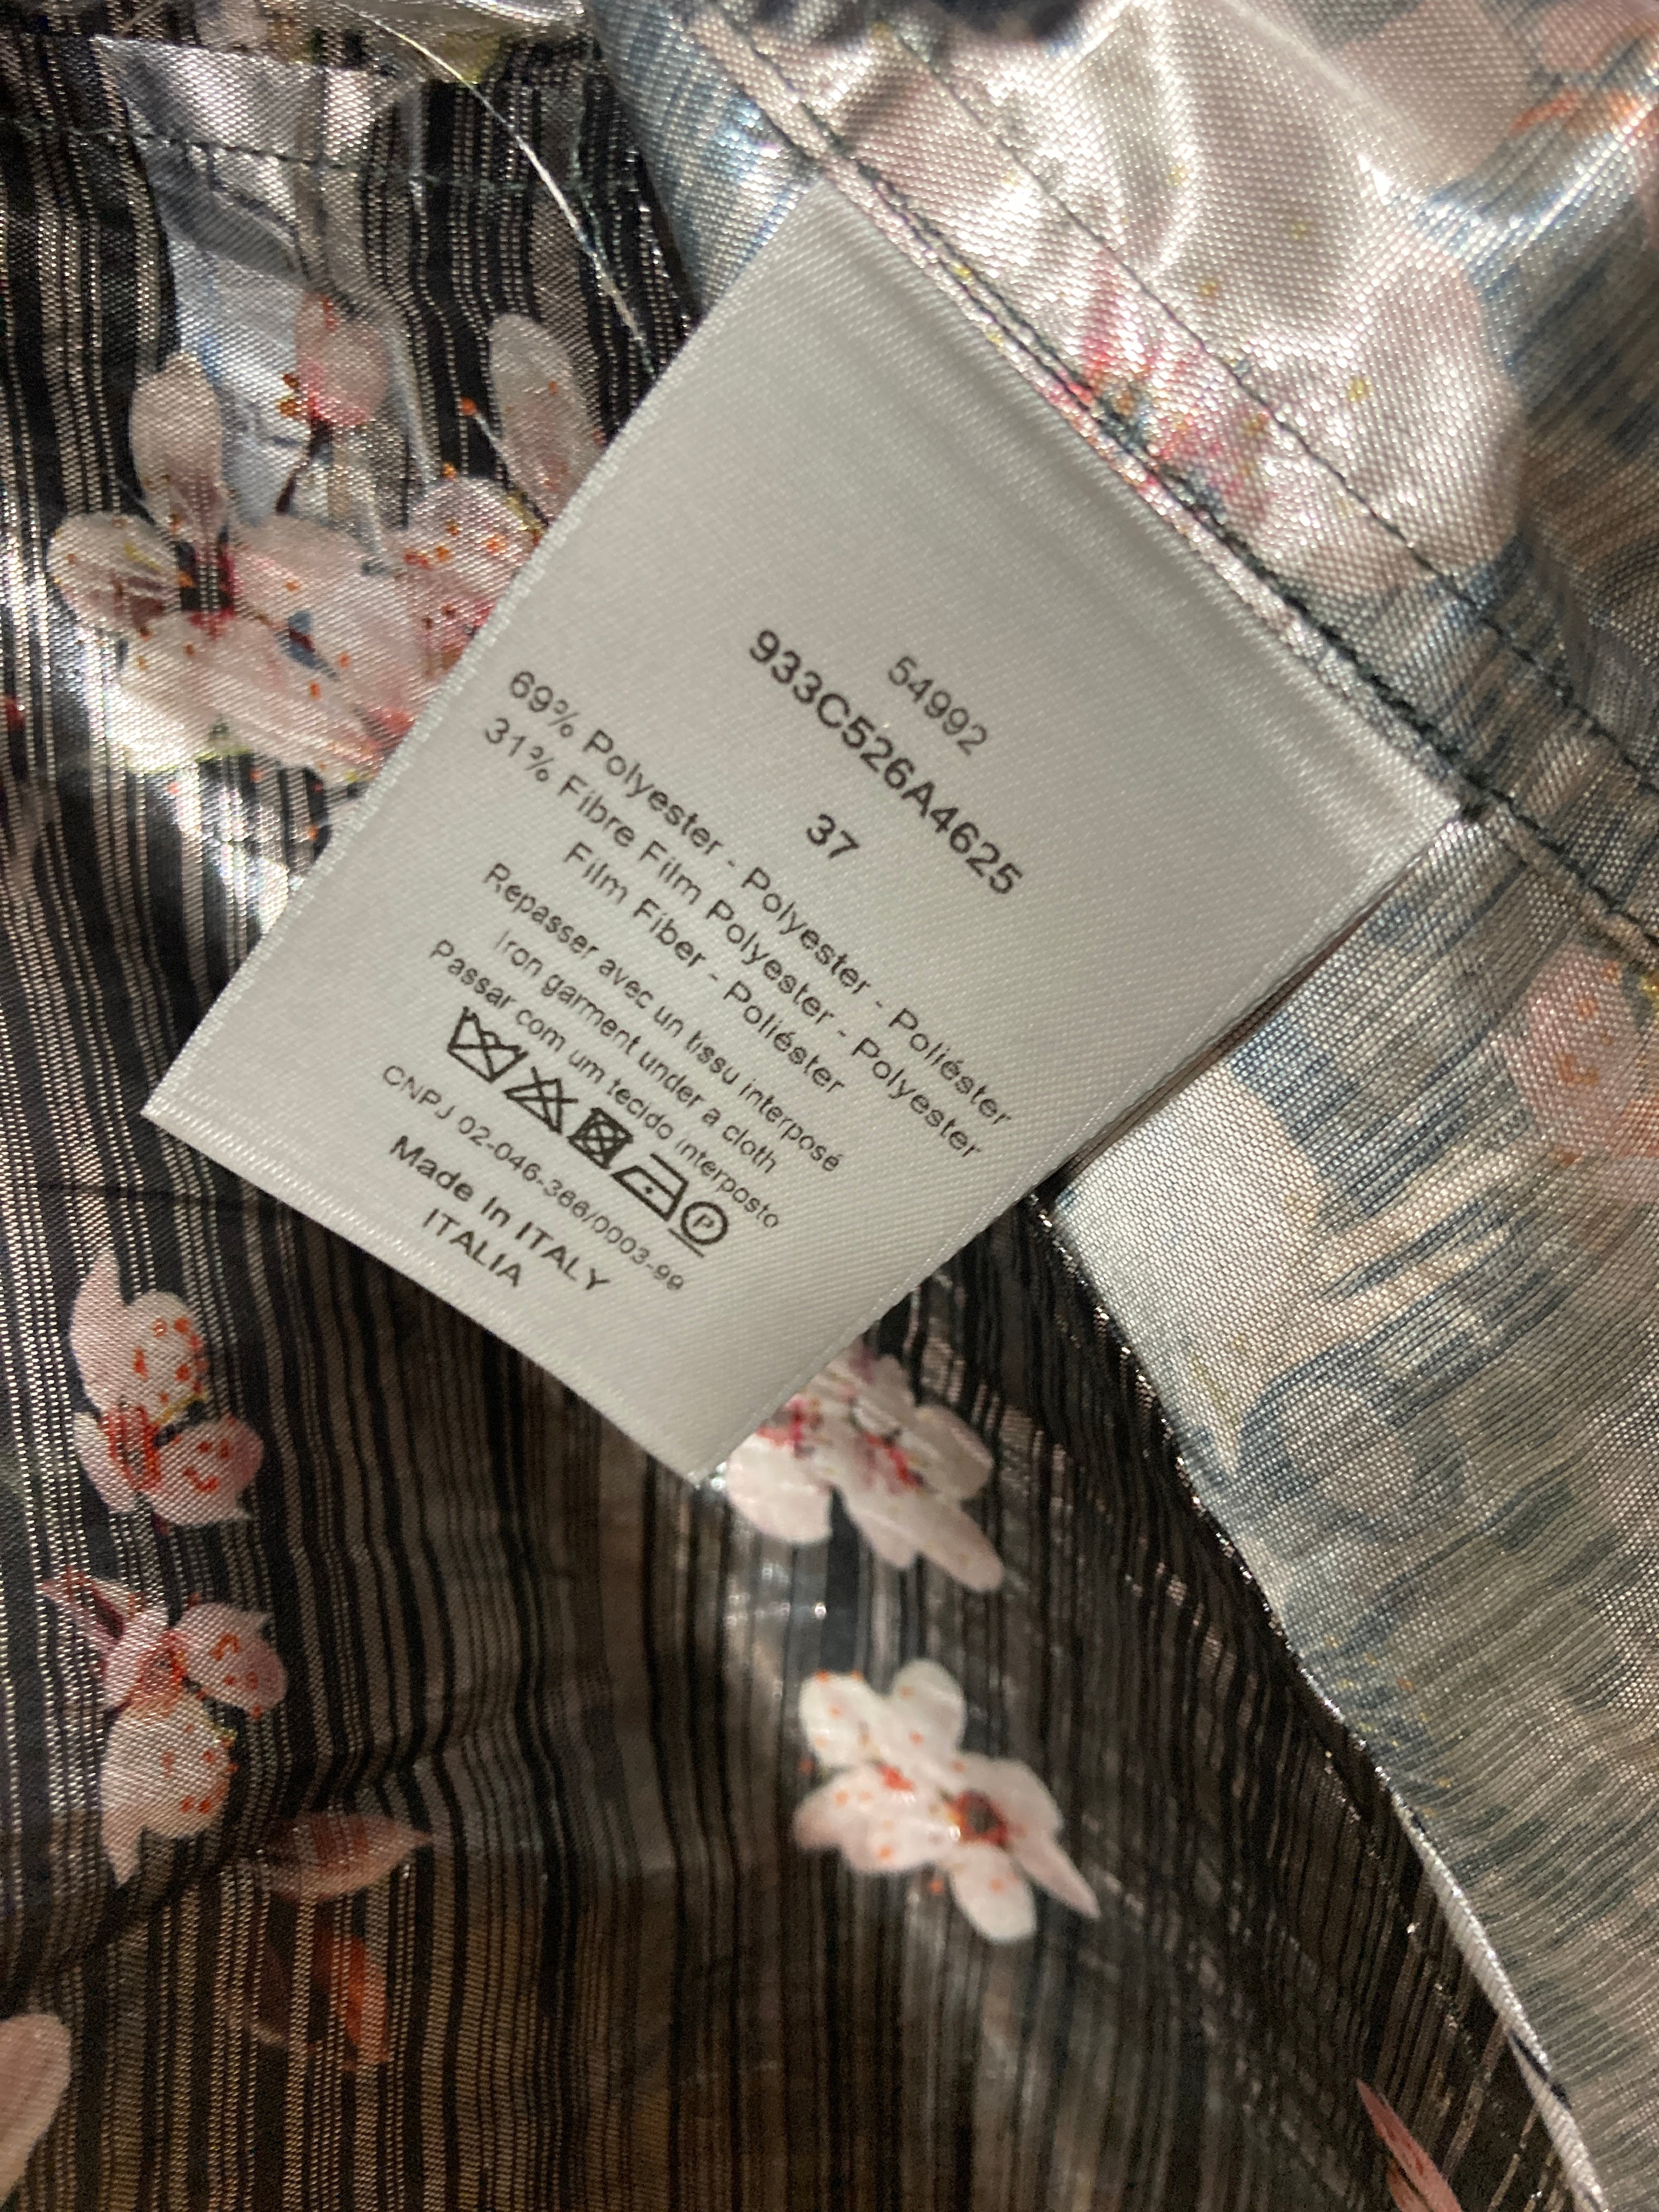 54992
933C526A4625
37
69% Polyester - Polyester - Poliéster
31% Fibre Film Polyester - Polyester
Film Fiber - Poliéster
Repasser avec un tissu interposé
Iron garment under a cloth
Passar com um tecido interposto
P
CNPJ 02-046-366/0003-99
Made In ITALY
ITALIA